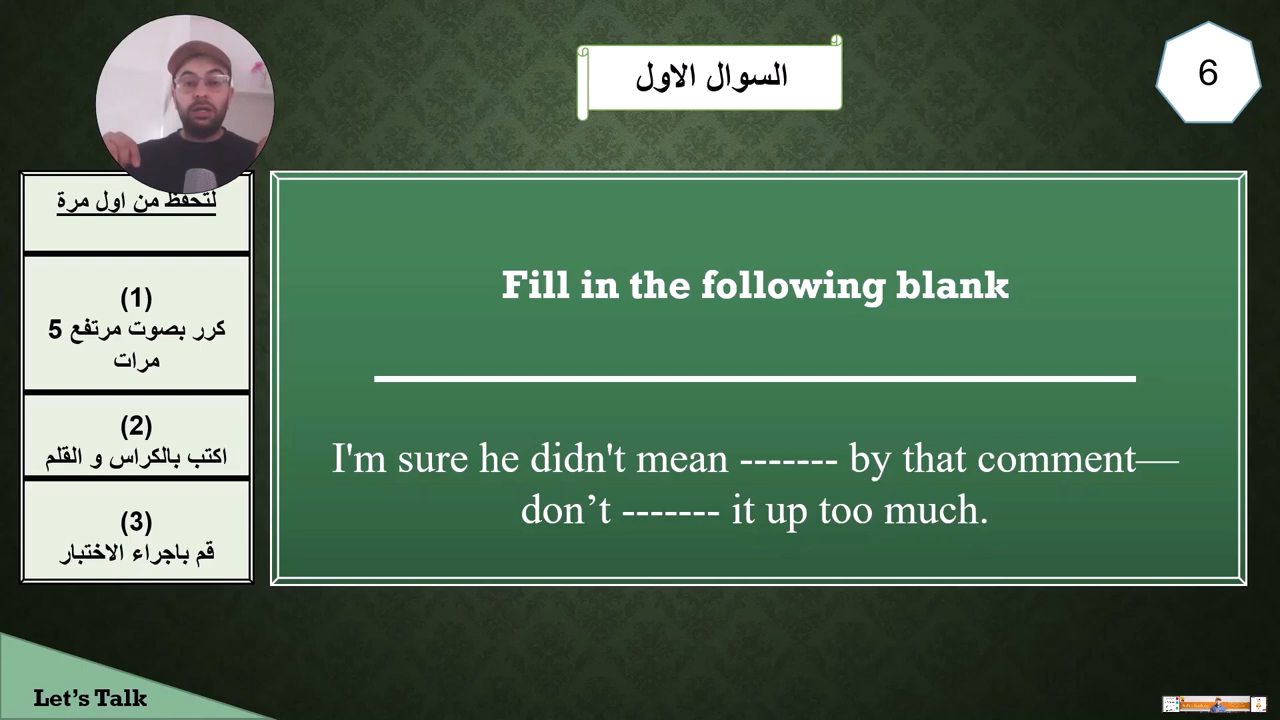 السوال الاول
6
لتحفظ من اول مرة
(1)
كرر بصوت مرتفع 5
مرات
(2)
اكتب بالكراس و القلم
(3)
قم باجراء الاختبار
Fill in the following blank
I'm sure he didn't mean ------- by that comment—
don’t ------- it up too much.
Let’s Talk